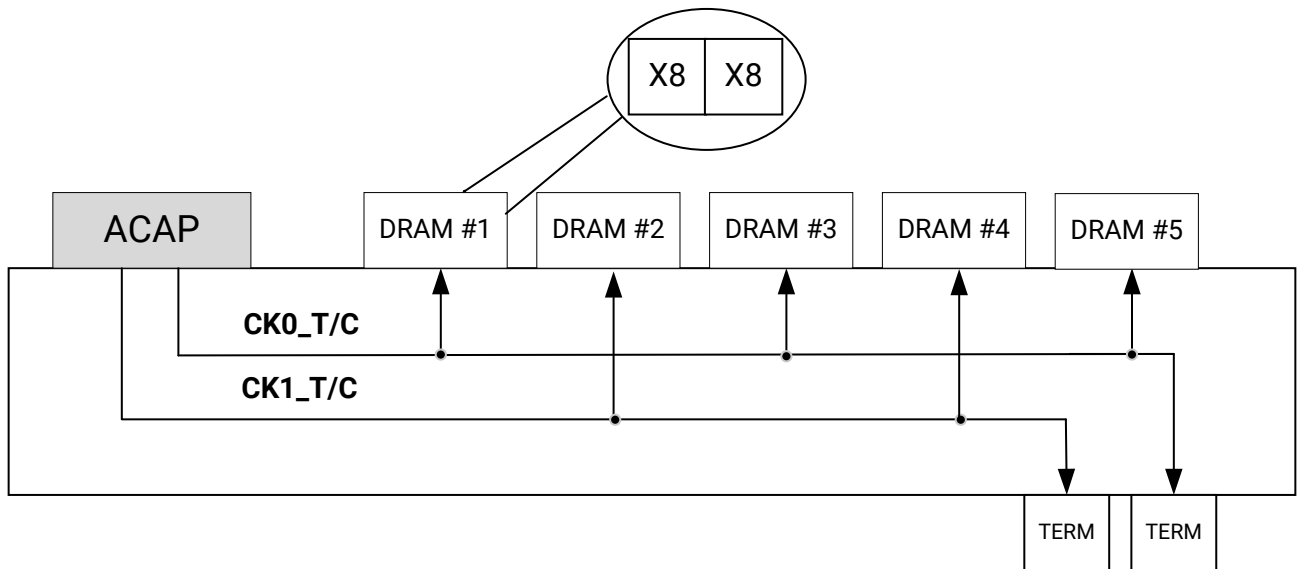 X8 X8
ACAP DRAM #1 DRAM #2 DRAM #3 DRAM #4 DRAM #5
CK0_T/C
CK1_T/C
TERM TERM